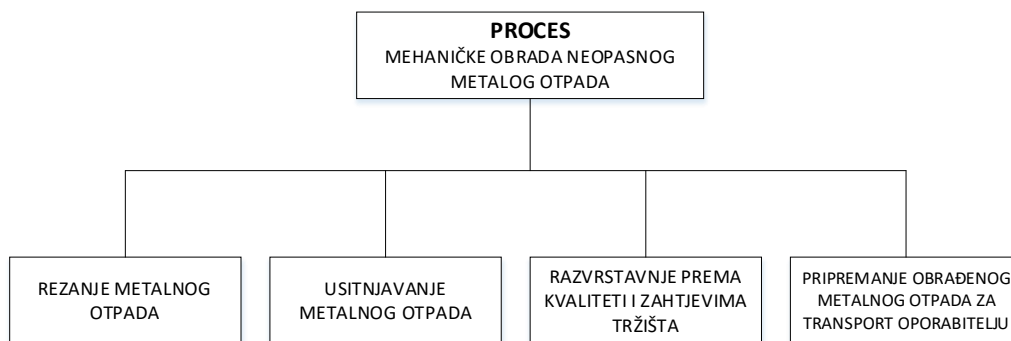 PROCES
MEHANIČKE OBRADA NEOPASNOG
METALOG OTPADA
REZANJE METALNOG
OTPADA
USITNJAVANJE
METALNOG OTPADA
RAZVRSTAVNJE PREMA
KVALITETI I ZAHTJEVIMA
TRŽIŠTA
PRIPREMANJE OBRAĐENOG
METALNOG OTPADA ZA
TRANSPORT OPORABITELJU